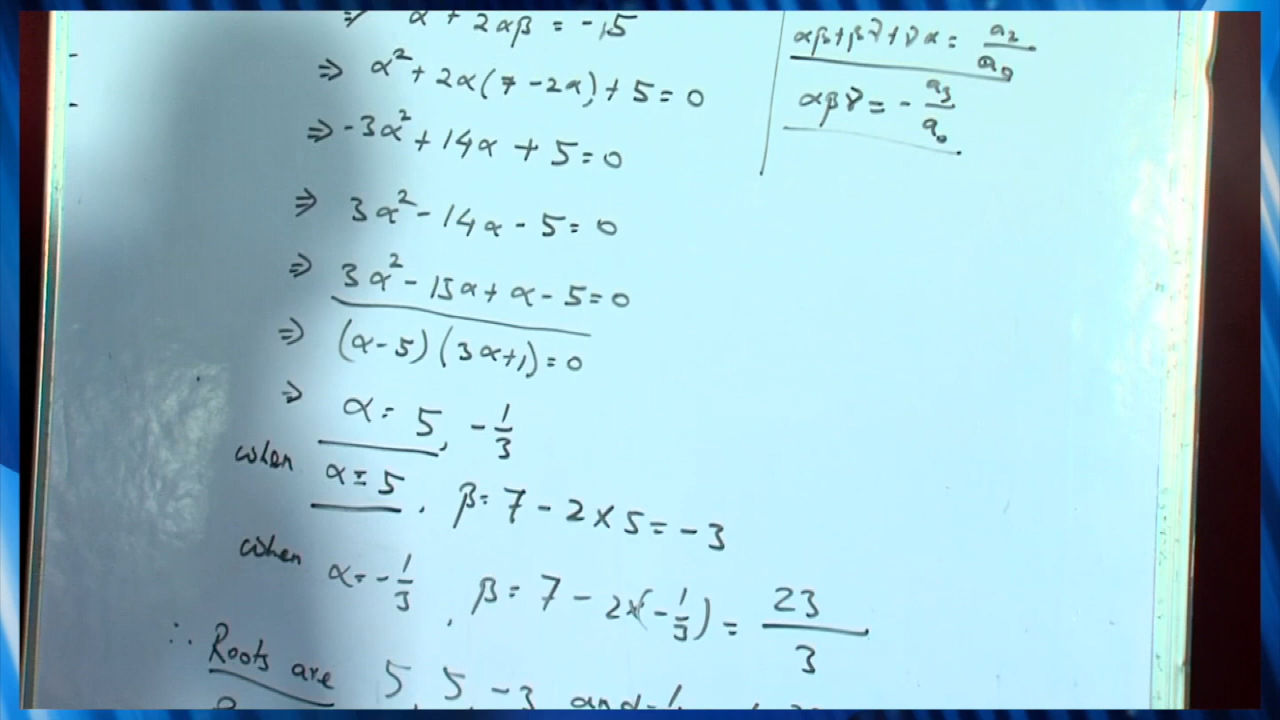 ⇒ α + 2αβ = -15
⇒ α² + 2α(7 - 2α) + 5 = 0
⇒ -3α² + 14α + 5 = 0
⇒ 3α² - 14α - 5 = 0
⇒ 3α² - 15α + α - 5 = 0
⇒ (α - 5) (3α + 1) = 0
⇒ α = 5, -1/3
when α = 5, β = 7 - 2 × 5 = -3
when α = -1/3, β = 7 - 2×(-1/3) = 23/3
∴ Roots are 5, 5, -3 and
αβ + βγ + γα = a₂/a₀
αβγ = - a₃/a₀